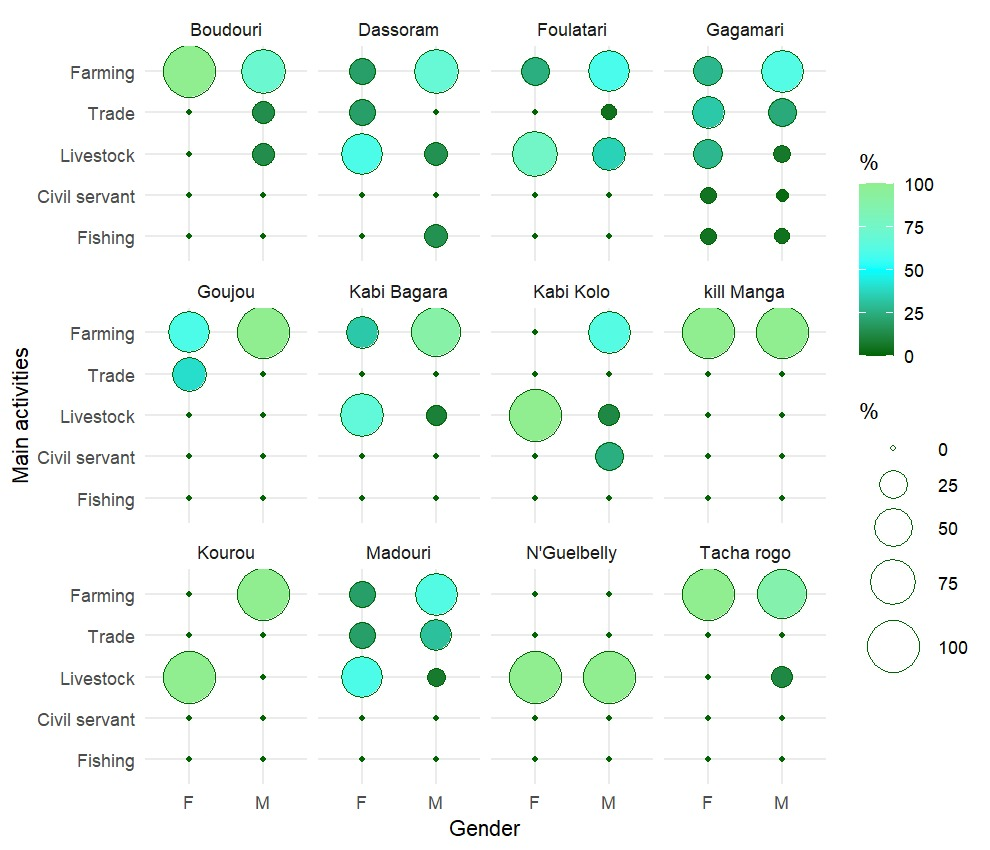 Boudouri Dassoram Foulatari Gagamari
Farming
Trade
Livestock
Civil servant
Fishing
Goujou Kabi Bagara Kabi Kolo kill Manga
Farming
Trade
Livestock
Civil servant
Fishing
Kourou Madouri N'Guelbelly Tacha rogo
Farming
Trade
Livestock
Civil servant
Fishing
F M F M F M F M
Gender
Main activities
%
100
75
50
25
0
%
0
25
50
75
100